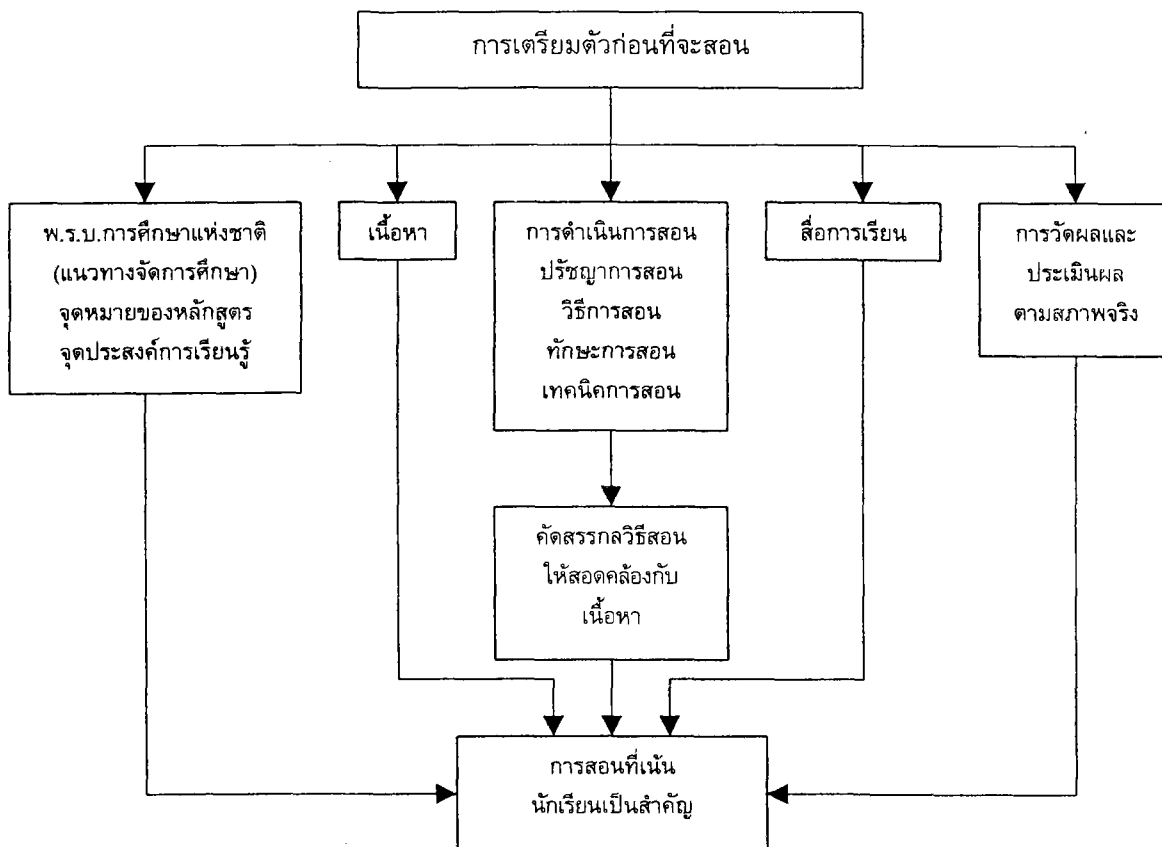 การเตรียมตัวก่อนที่จะสอน
พ.ร.บ.การศึกษาแห่งชาติ
(แนวทางจัดการศึกษา)
จุดหมายของหลักสูตร
จุดประสงค์การเรียนรู้
เนื้อหา
การดำเนินการสอน
ปรัชญาการสอน
วิธีการสอน
ทักษะการสอน
เทคนิคการสอน
สื่อการเรียน
การวัดผลและ
ประเมินผล
ตามสภาพจริง
คัดสรรกลวิธีสอน
ให้สอดคล้องกับ
เนื้อหา
การสอนที่เน้น
นักเรียนเป็นสำคัญ